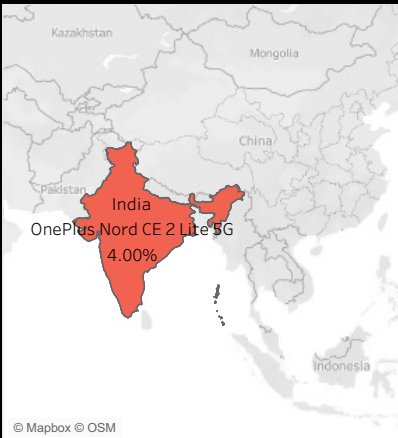 Kazakhstan
Mongolia
China
Pakistan
India
OnePlus Nord CE 2 Lite 5G
4.00%
Indonesia
© Mapbox © OSM